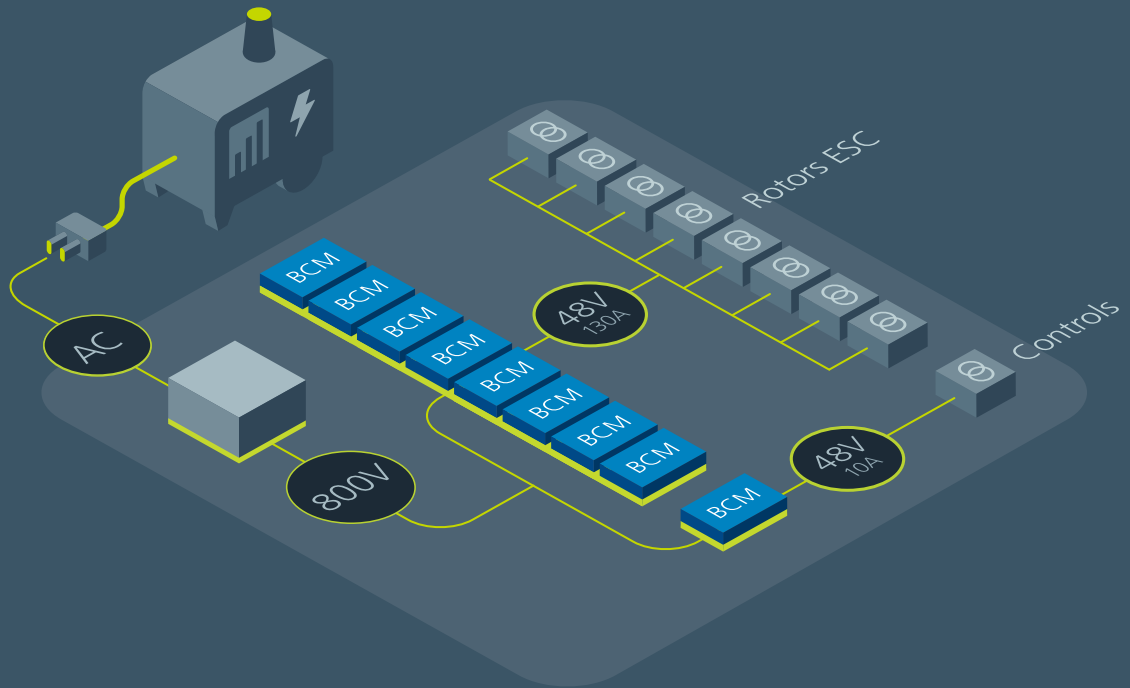 Rotors ESC
BCM
BCM
BCM
BCM
BCM
BCM
BCM
BCM
48V
130A
Controls
AC
800V
48V
10A
BCM